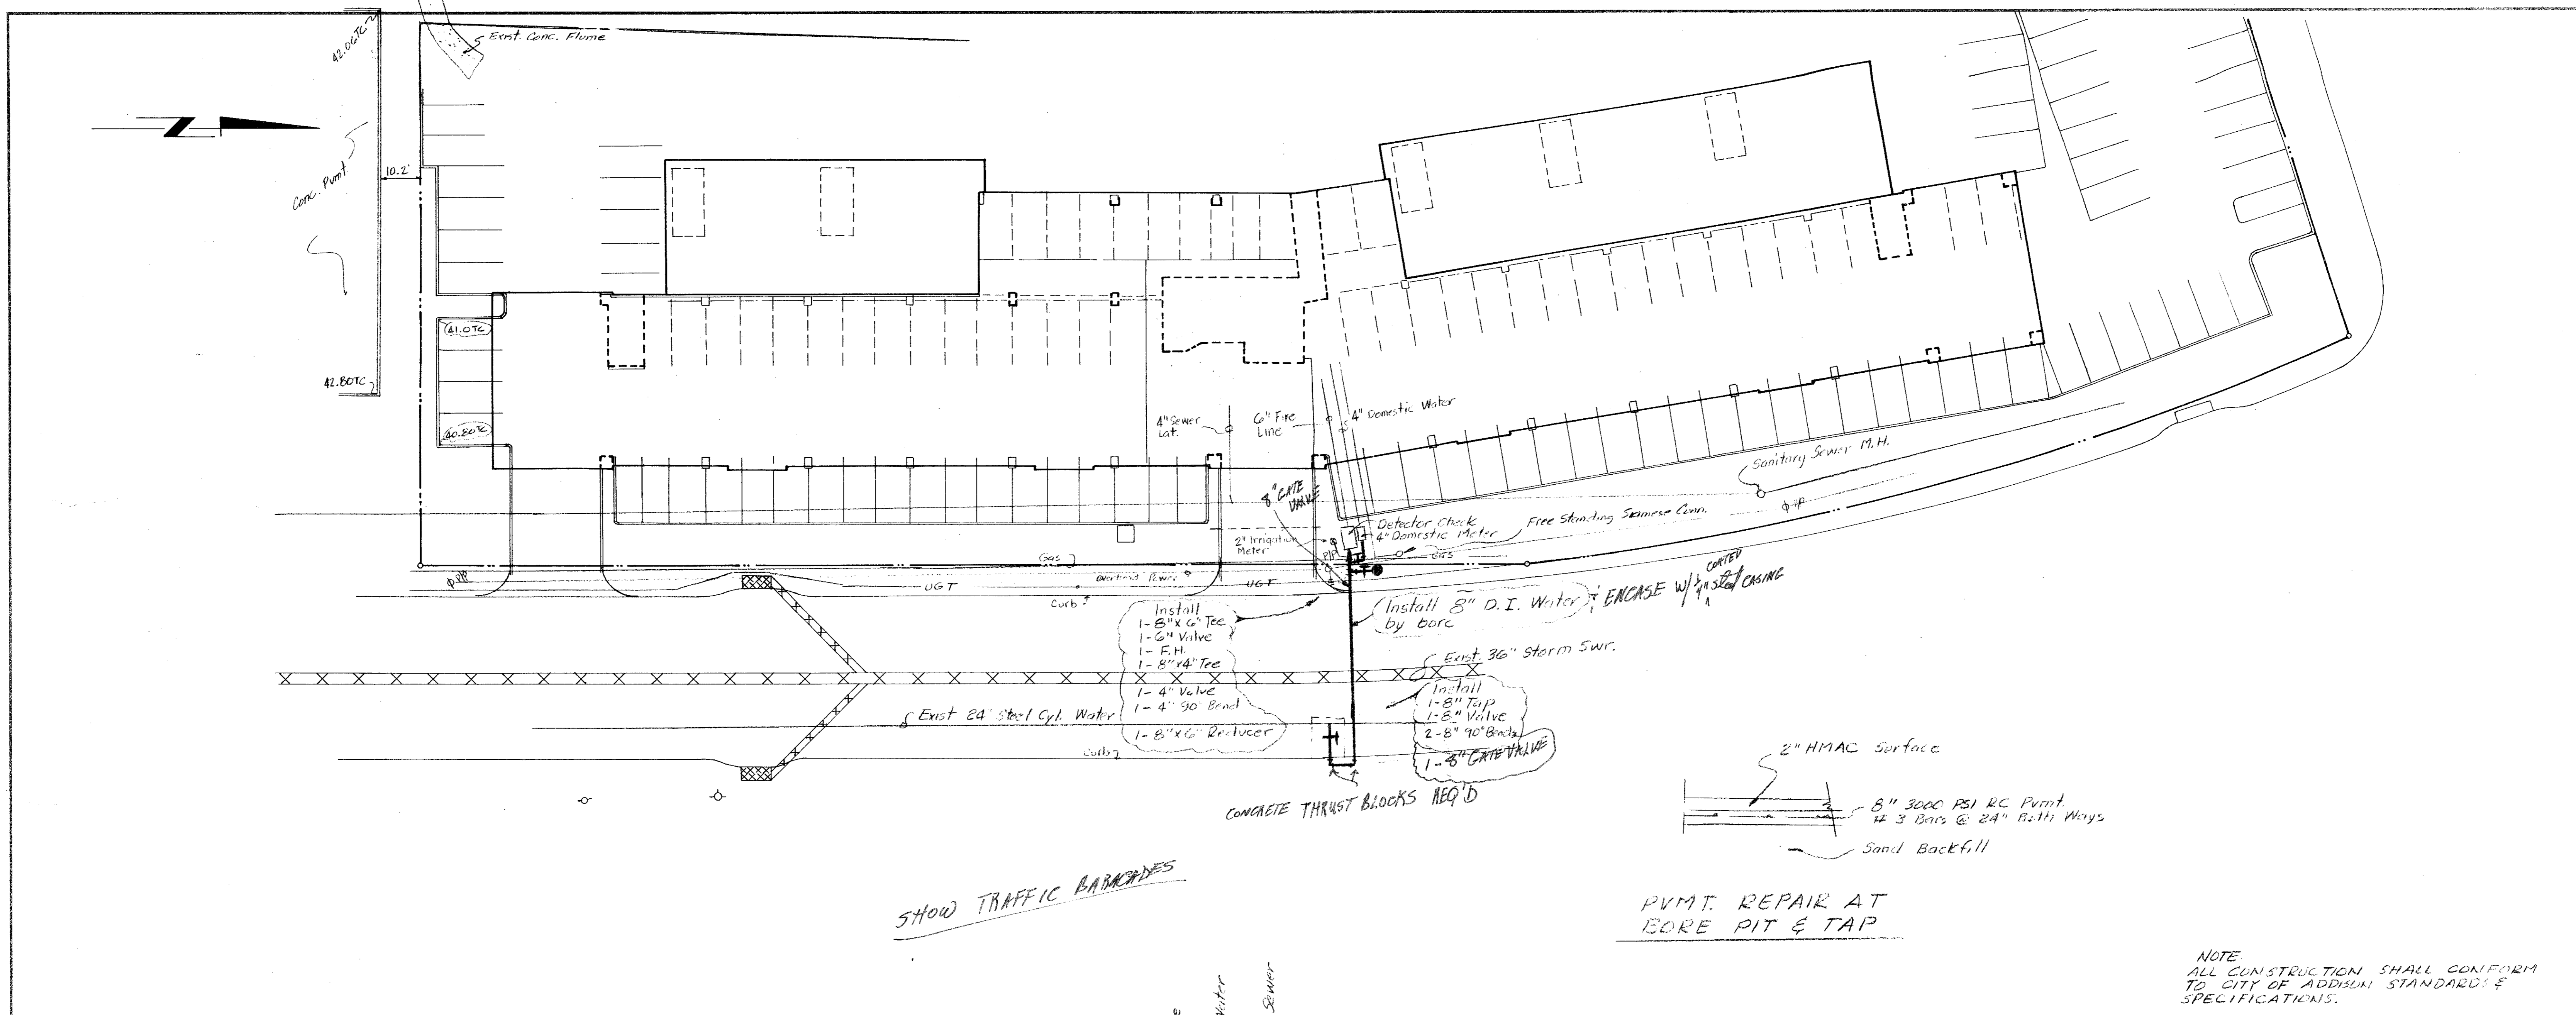 42.06TC
Exist. Conc. Flume
Conc. Pvmt
10.2'
41.0TC
42.80TC
40.80TC
4" Sewer
Lat.
6" Fire
Line
4" Domestic Water
Sanitary Sewer M.H.
8" GATE
VALVE
Detector Check
4" Domestic Meter
Free Standing Siamese Conn.
2" Irrigation
Meter
P/P
GAS
P/P
Gas
P/P
UGT
Overhead Power
UGT
Curb
Install
1-8"x6" Tee
1-6" Valve
1- F.H.
1-8"x4" Tee
1- 4" Valve
1- 4" 90° Bend
1-8"x6" Reducer
Install 8" D.I. Water
by bore
ENCASE W/ 1/4" COATED steel CASING
Exist. 36" Storm Swr.
Exist 24" Steel Cyl. Water
Install
1-8" Tap
1-8" Valve
2-8" 90° Bends
1-8" GATE VALVE
Curb
CONCRETE THRUST BLOCKS REQ'D
2" HMAC Surface
8" 3000 PSI RC Pvmt.
# 3 Bars @ 24" Both Ways
Sand Backfill
SHOW TRAFFIC BARACADES
PVMT. REPAIR AT
BORE PIT & TAP
NOTE
ALL CONSTRUCTION SHALL CONFORM
TO CITY OF ADDISON STANDARDS &
SPECIFICATIONS.
Water
Sewer